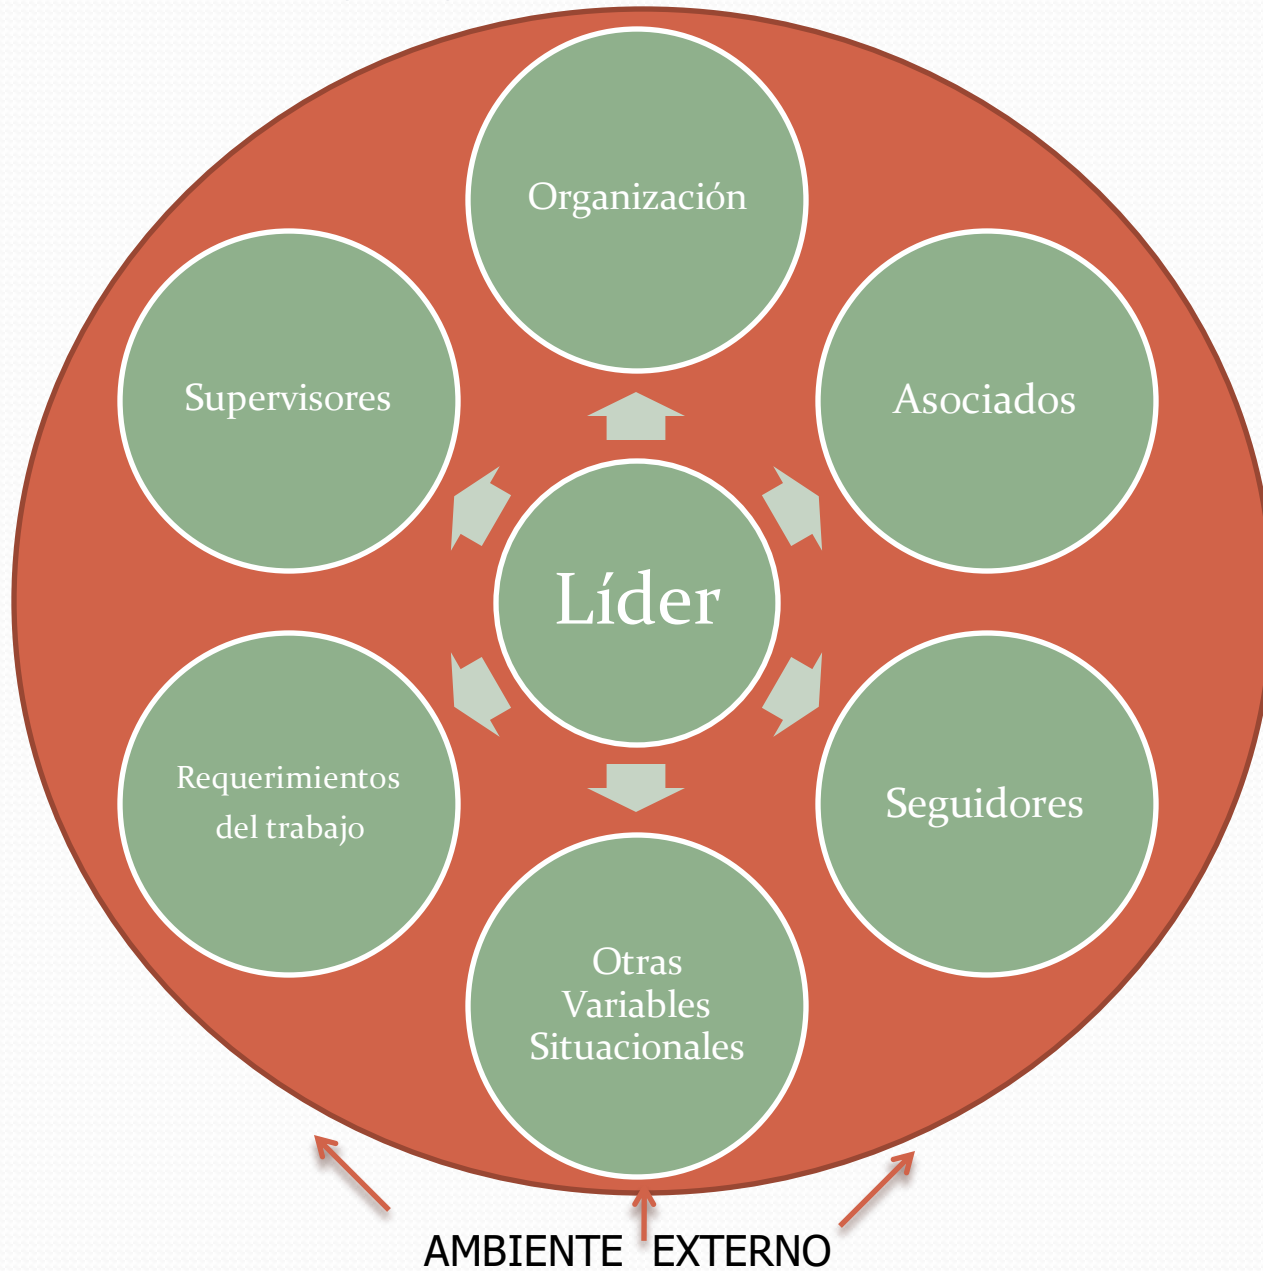 Organización
Supervisores
Asociados
Líder
Requerimientos
del trabajo
Seguidores
Otras
Variables
Situacionales
AMBIENTE EXTERNO